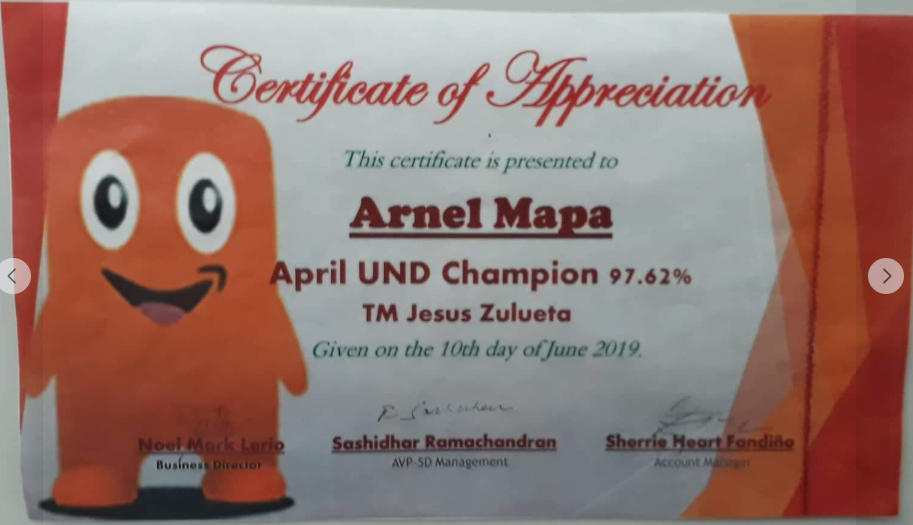 Certificate of Appreciation
This certificate is presented to
Arnel Mapa
April UND Champion 97.62%
TM Jesus Zulueta
Given on the 10th day of June 2019.
Noel Mark Lerio
Business Director
Sashidhar Ramachandran
AVP-SD Management
Sherrie Heart Fandiño
Account Manager